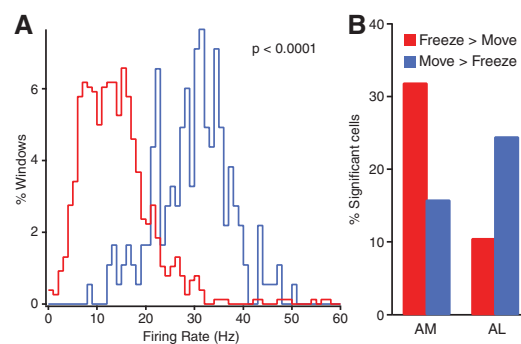 A
p < 0.0001
% Windows
6
4
2
0
0 10 20 30 40 50 60
Firing Rate (Hz)
B
Freeze > Move
Move > Freeze
% Significant cells
40
30
20
10
0
AM AL